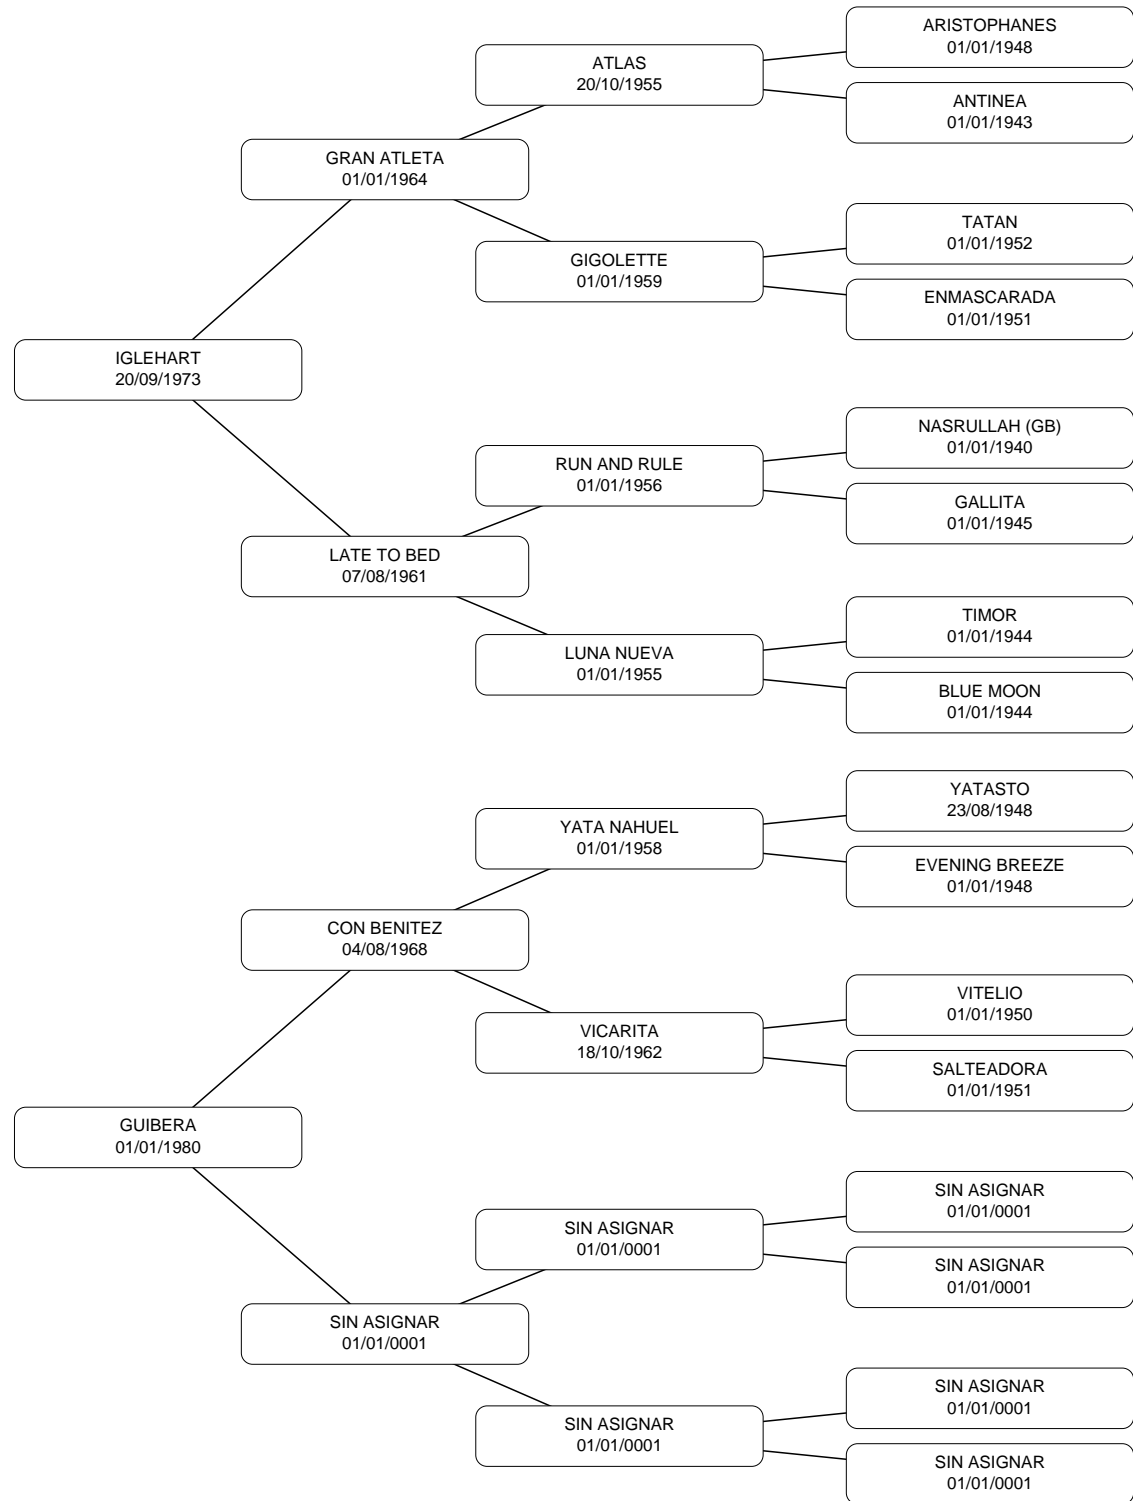 ARISTOPHANES
01/01/1948
ATLAS
20/10/1955
ANTINEA
01/01/1943
GRAN ATLETA
01/01/1964
TATAN
01/01/1952
GIGOLETTE
01/01/1959
ENMASCARADA
01/01/1951
IGLEHART
20/09/1973
NASRULLAH (GB)
01/01/1940
RUN AND RULE
01/01/1956
GALLITA
01/01/1945
LATE TO BED
07/08/1961
TIMOR
01/01/1944
LUNA NUEVA
01/01/1955
BLUE MOON
01/01/1944
YATASTO
23/08/1948
YATA NAHUEL
01/01/1958
EVENING BREEZE
01/01/1948
CON BENITEZ
04/08/1968
VITELIO
01/01/1950
VICARITA
18/10/1962
SALTEADORA
01/01/1951
GUIBERA
01/01/1980
SIN ASIGNAR
01/01/0001
SIN ASIGNAR
01/01/0001
SIN ASIGNAR
01/01/0001
SIN ASIGNAR
01/01/0001
SIN ASIGNAR
01/01/0001
SIN ASIGNAR
01/01/0001
SIN ASIGNAR
01/01/0001